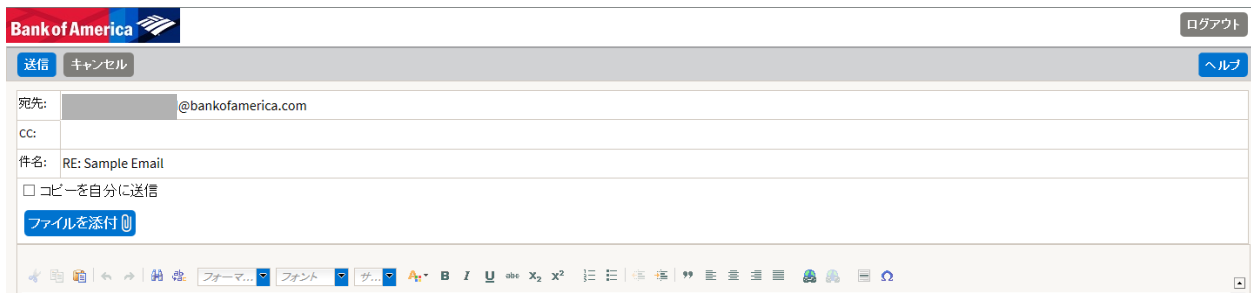 Bank of America
ログアウト
送信 キャンセル ヘルプ
宛先: @bankofamerica.com
CC:
件名: RE: Sample Email
コピーを自分に送信
ファイルを添付
フォーマ... フォント サ... A B I U abc X₂ X² ” Ω